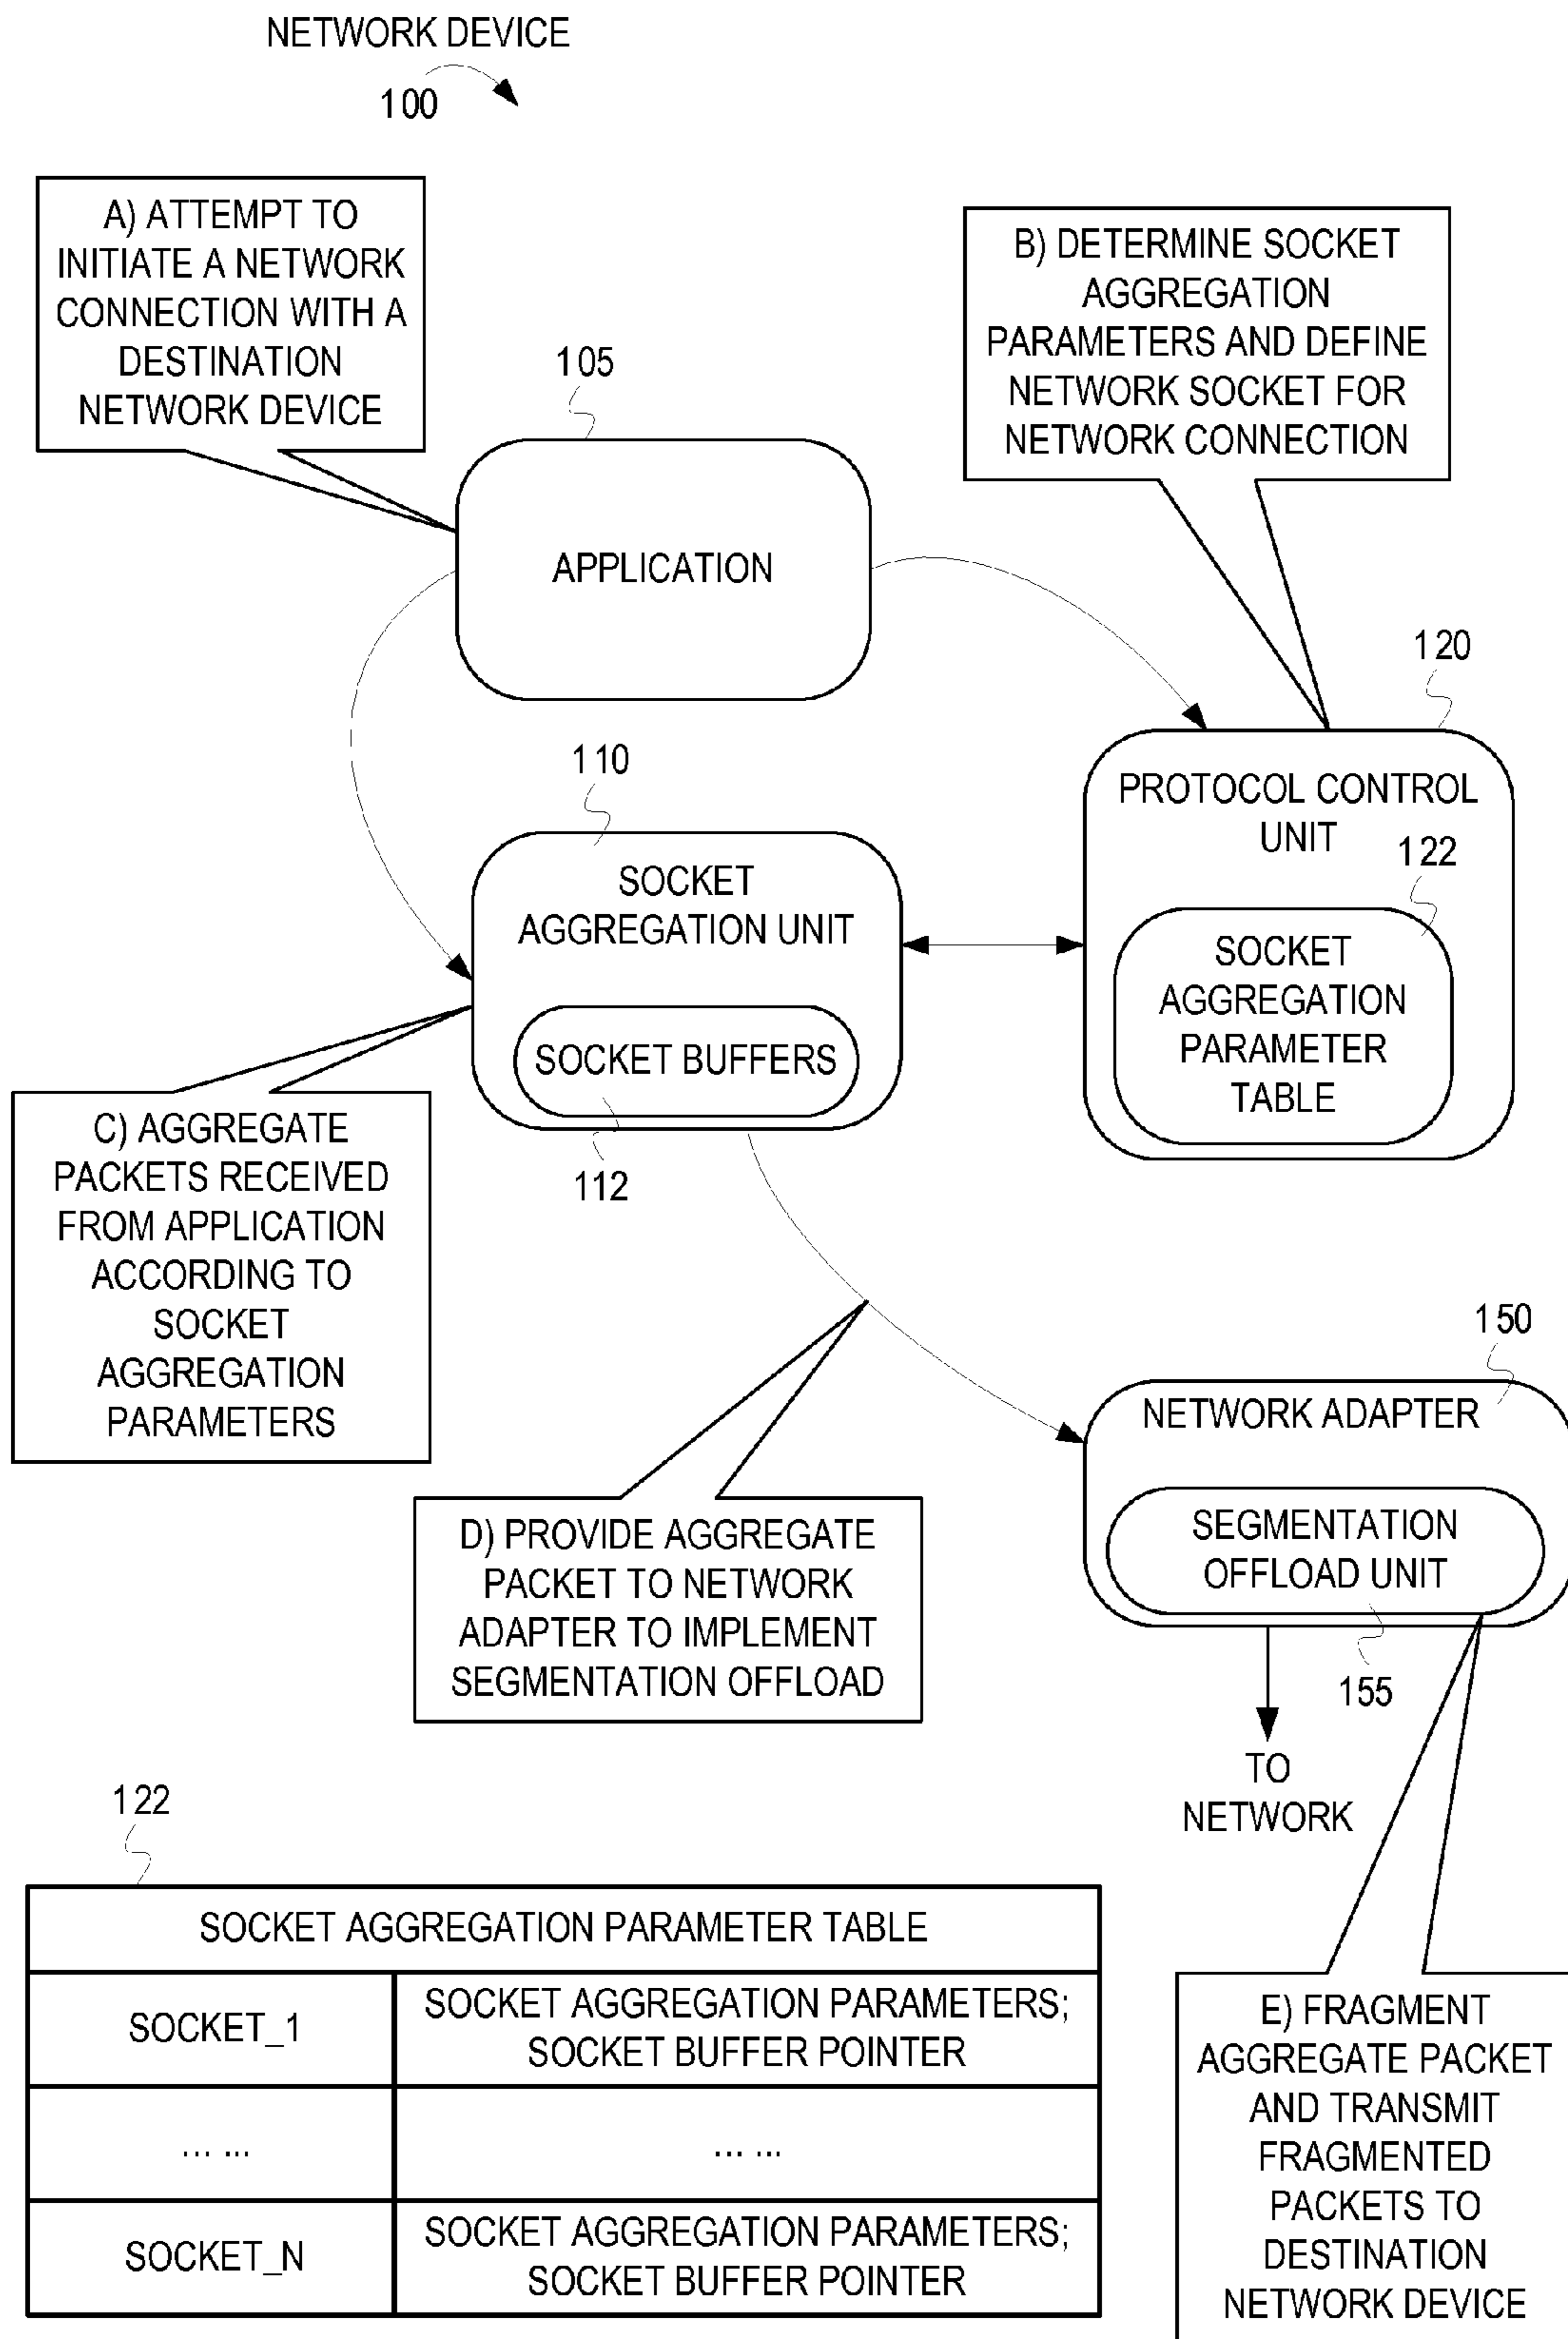 NETWORK DEVICE
100
A) ATTEMPT TO
INITIATE A NETWORK
CONNECTION WITH A
DESTINATION
NETWORK DEVICE
B) DETERMINE SOCKET
AGGREGATION
PARAMETERS AND DEFINE
NETWORK SOCKET FOR
NETWORK CONNECTION
105
APPLICATION
120
PROTOCOL CONTROL
UNIT
122
SOCKET
AGGREGATION
PARAMETER
TABLE
110
SOCKET
AGGREGATION UNIT
SOCKET BUFFERS
112
C) AGGREGATE
PACKETS RECEIVED
FROM APPLICATION
ACCORDING TO
SOCKET
AGGREGATION
PARAMETERS
150
NETWORK ADAPTER
SEGMENTATION
OFFLOAD UNIT
155
D) PROVIDE AGGREGATE
PACKET TO NETWORK
ADAPTER TO IMPLEMENT
SEGMENTATION OFFLOAD
TO
NETWORK
122
SOCKET AGGREGATION PARAMETER TABLE
SOCKET_1
SOCKET AGGREGATION PARAMETERS;
SOCKET BUFFER POINTER
... ...
... ...
SOCKET_N
SOCKET AGGREGATION PARAMETERS;
SOCKET BUFFER POINTER
E) FRAGMENT
AGGREGATE PACKET
AND TRANSMIT
FRAGMENTED
PACKETS TO
DESTINATION
NETWORK DEVICE